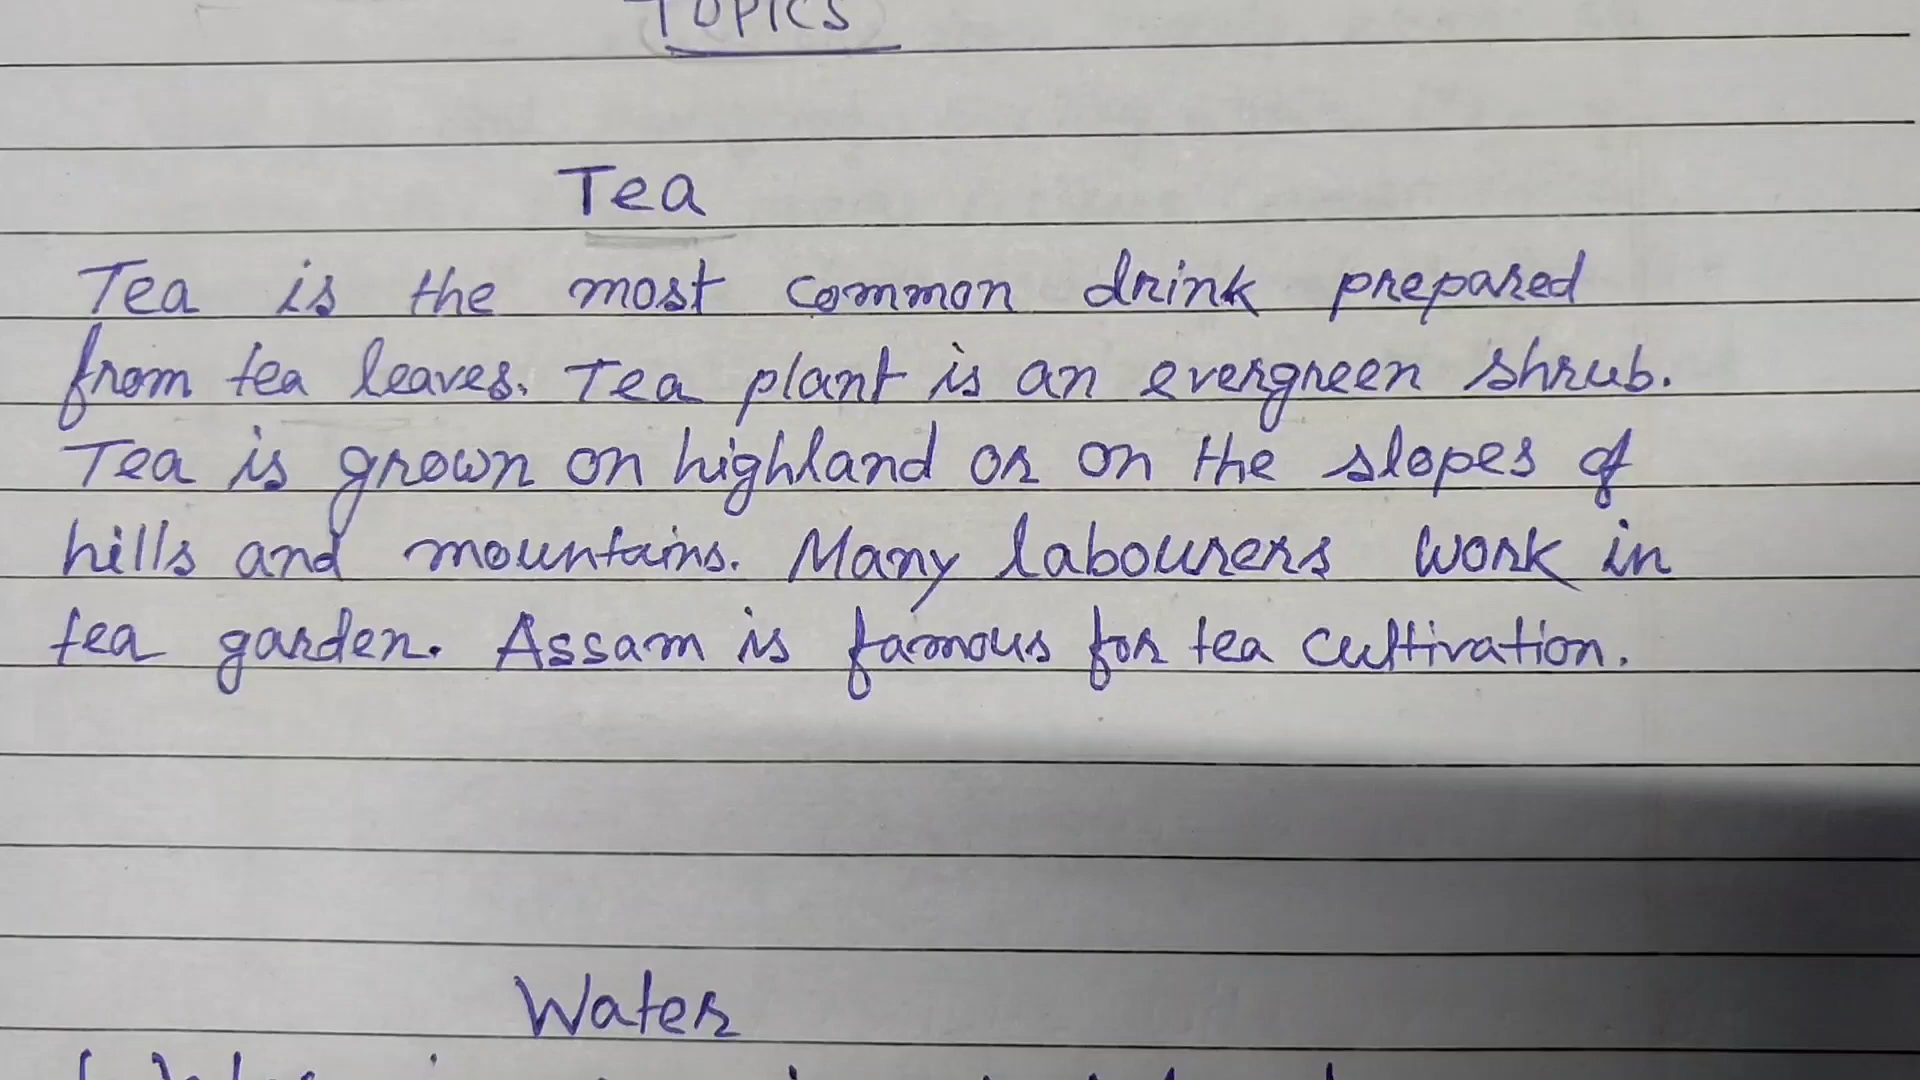 TOPICS
Tea
Tea is the most common drink prepared
from tea leaves. Tea plant is an evergreen shrub.
Tea is grown on highland or on the slopes of
hills and mountains. Many labourers work in
tea garden. Assam is famous for tea cultivation.
Water